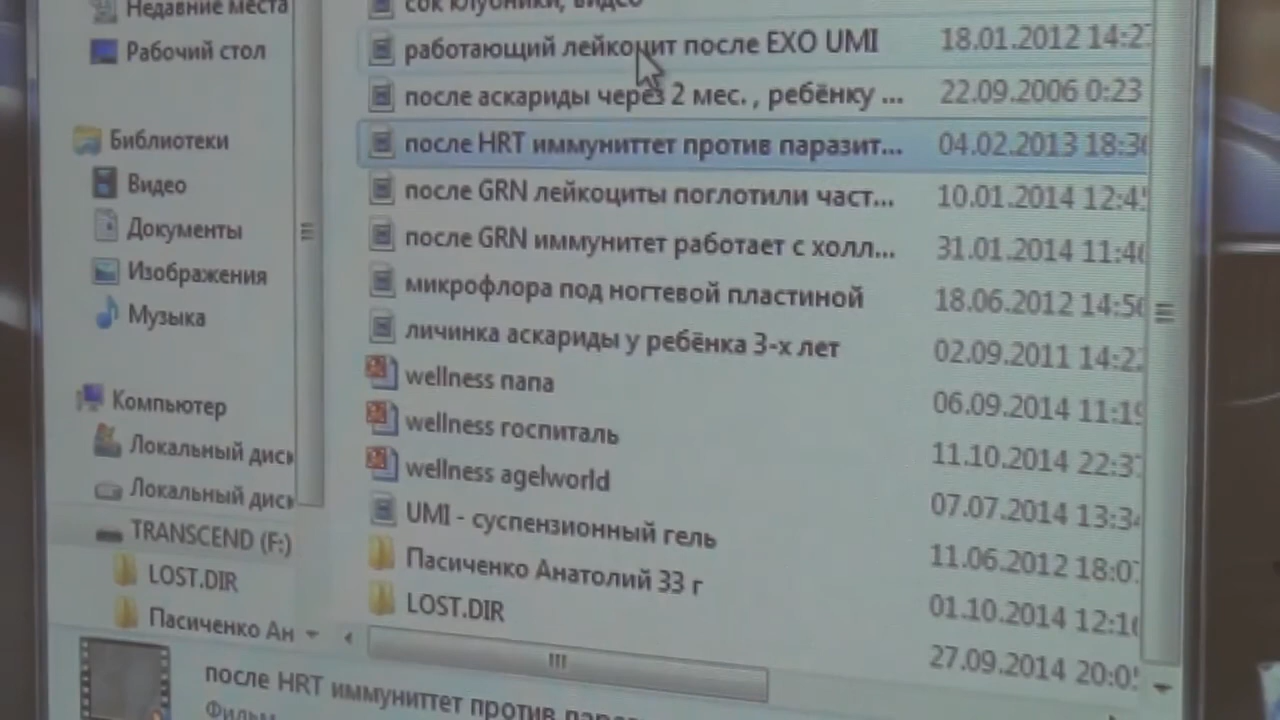 Недавние места
Рабочий стол
Библиотеки
Видео
Документы
Изображения
Музыка
Компьютер
Локальный диск
Локальный диск
TRANSCEND (F:)
LOST.DIR
Пасиченко Ан
сок клубники, видео
работающий лейкоцит после EXO UMI 18.01.2012 14:2
после аскариды через 2 мес. , ребёнку ... 22.09.2006 0:23
после HRT иммуниттет против паразит... 04.02.2013 18:3
после GRN лейкоциты поглотили част... 10.01.2014 12:4
после GRN иммунитет работает с холл... 31.01.2014 11:4
микрофлора под ногтевой пластиной 18.06.2012 14:5
личинка аскариды у ребёнка 3-х лет 02.09.2011 14:2
wellness папа 06.09.2014 11:1
wellness госпиталь 11.10.2014 22:3
wellness agelworld 07.07.2014 13:3
UMI - суспензионный гель 11.06.2012 18:0
Пасиченко Анатолий 33 г 01.10.2014 12:1
LOST.DIR 27.09.2014 20:0
после HRT иммуниттет против
Фильм